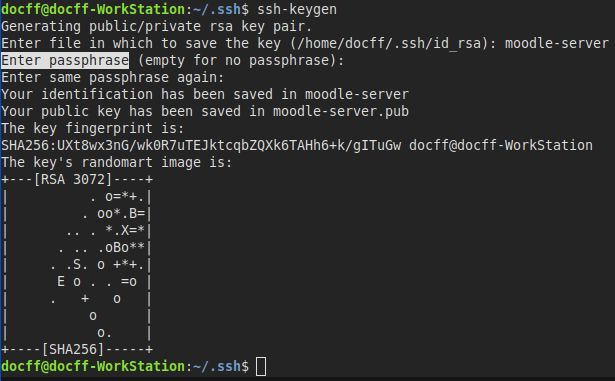 docff@docff-WorkStation:~/.ssh$ ssh-keygen
Generating public/private rsa key pair.
Enter file in which to save the key (/home/docff/.ssh/id_rsa): moodle-server
Enter passphrase (empty for no passphrase):
Enter same passphrase again:
Your identification has been saved in moodle-server
Your public key has been saved in moodle-server.pub
The key fingerprint is:
SHA256:UXt8wx3nG/wk0R7uTEJktcqbZQXk6TAHh6+k/gITuGw docff@docff-WorkStation
The key's randomart image is:
+---[RSA 3072]----+
|          . o=*+.|
|         . oo*.B=|
|       .. . *.X=*|
|      . .. .oBo**|
|     . .S. o +*+.|
|      E o . . =o |
|     .   +   o   |
|          o      |
|           o.    |
+----[SHA256]-----+
docff@docff-WorkStation:~/.ssh$